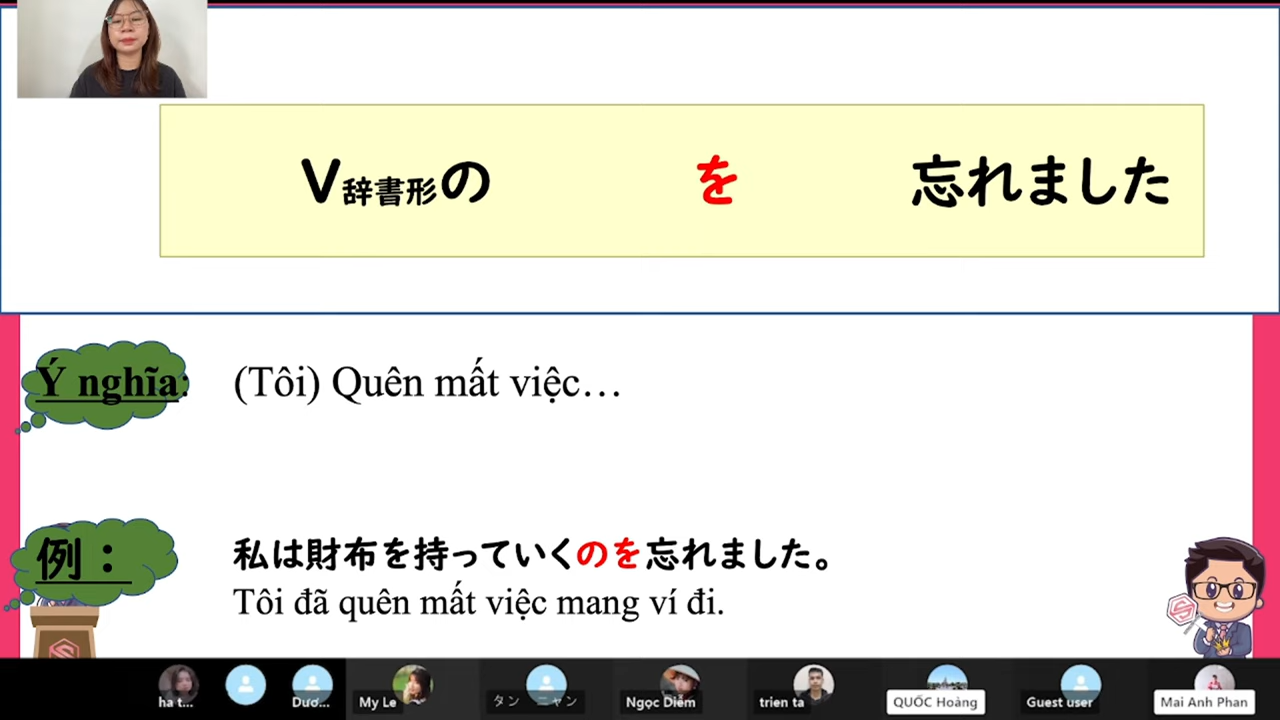 V辞書形の を 忘れました
Ý nghĩa: (Tôi) Quên mất việc…
例： 私は財布を持っていくのを忘れました。
Tôi đã quên mất việc mang ví đi.
ha t... Dươ... My Le タン ニャン Ngọc Diễm trien ta QUỐC Hoàng Guest user Mai Anh Phan